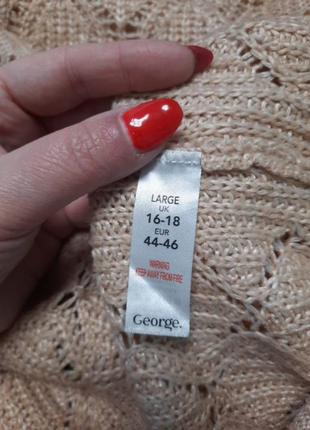 LARGE
UK
16-18
EUR
44-46
WARNING
KEEP AWAY FROM FIRE
George.